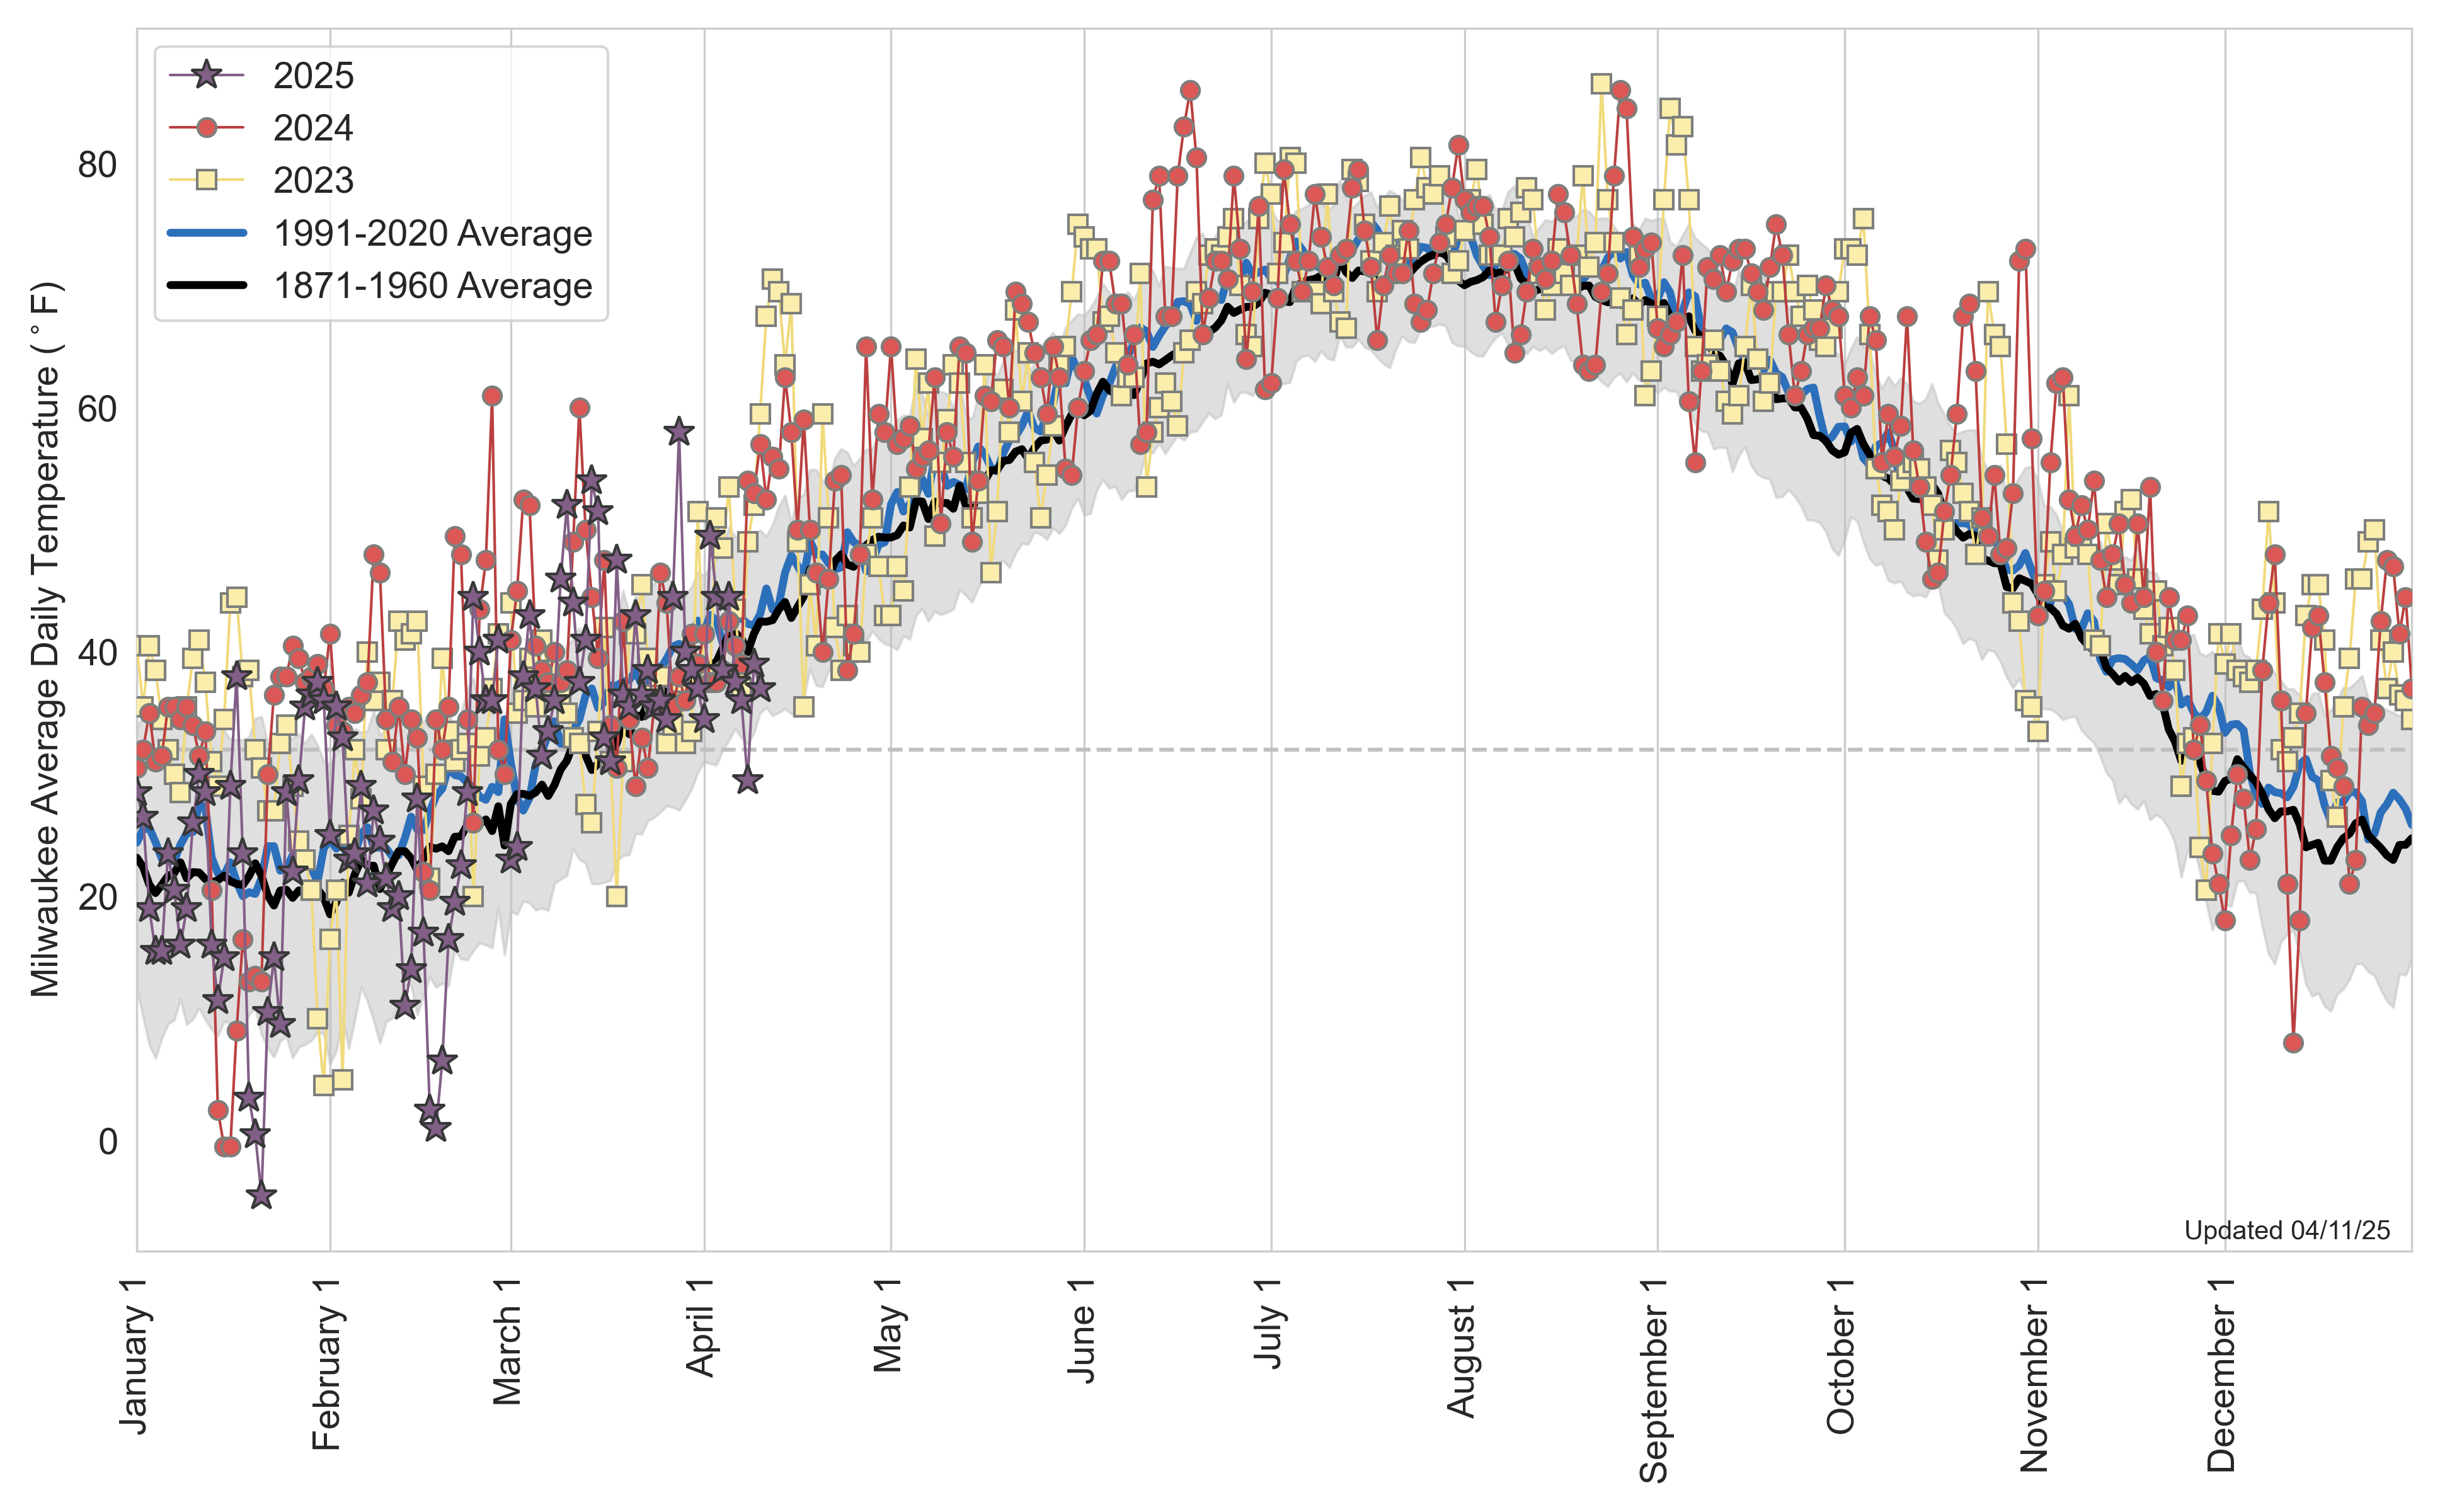 2025
2024
2023
1991-2020 Average
1871-1960 Average
Milwaukee Average Daily Temperature (°F)
80
60
40
20
0
Updated 04/11/25
January 1
February 1
March 1
April 1
May 1
June 1
July 1
August 1
September 1
October 1
November 1
December 1